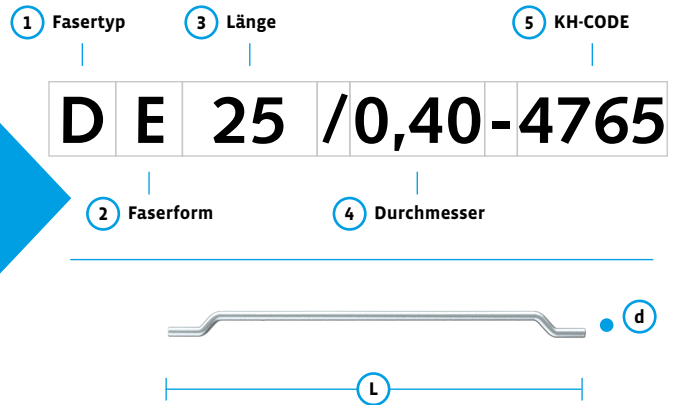 1 Fasertyp 3 Länge 5 KH-CODE
D E 25 /0,40-4765
2 Faserform 4 Durchmesser
d
L